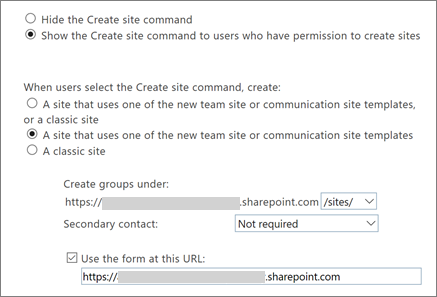 Hide the Create site command
Show the Create site command to users who have permission to create sites
When users select the Create site command, create:
A site that uses one of the new team site or communication site templates,
or a classic site
A site that uses one of the new team site or communication site templates
A classic site
Create groups under:
https:// .sharepoint.com /sites/
Secondary contact: Not required
Use the form at this URL:
https:// .sharepoint.com